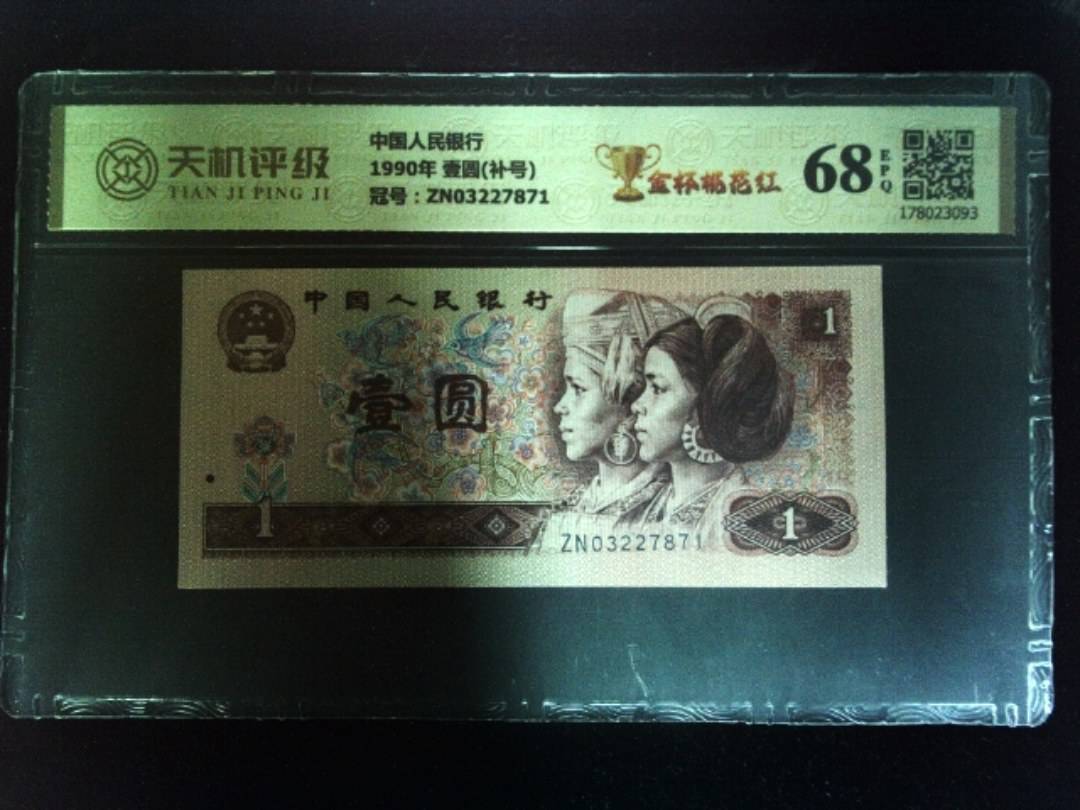 天机评级
TIAN JI PING JI
中国人民银行
1990年 壹圆(补号)
冠号：ZN03227871
金杯桃花红
68
EPQ
178023093
中国人民银行
1
壹圆
1
1
ZN03227871